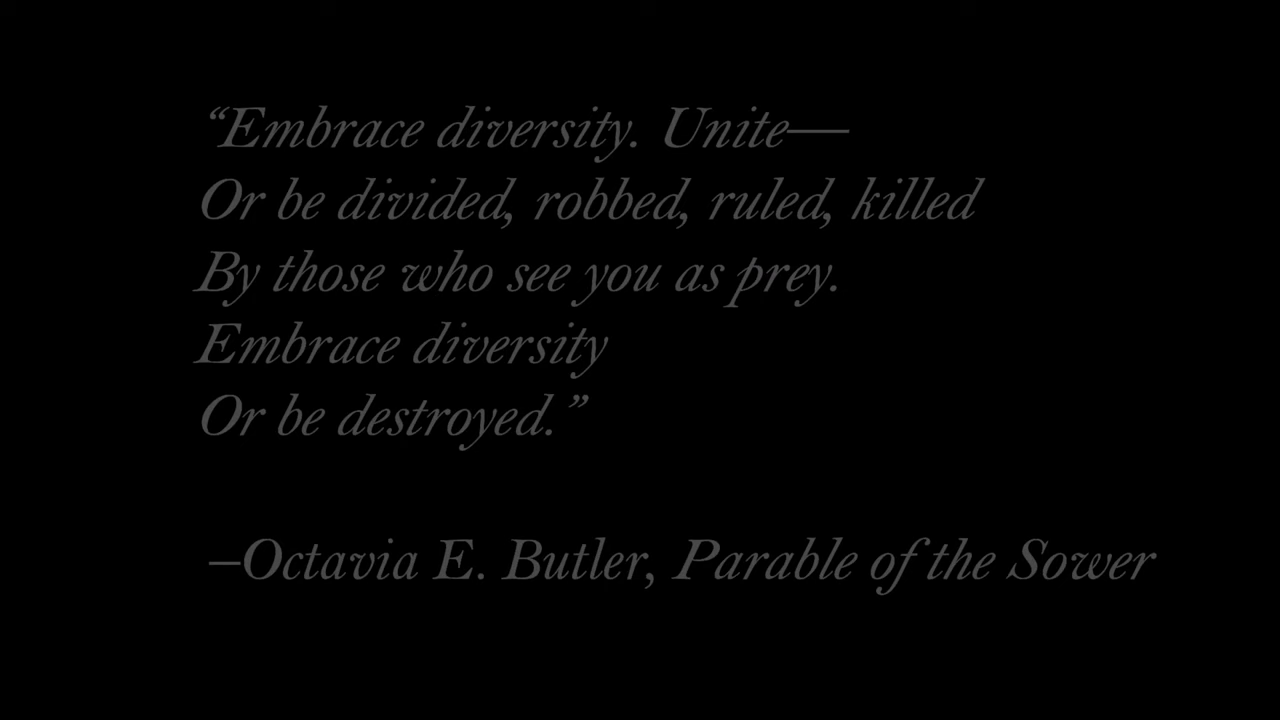 “Embrace diversity. Unite—
Or be divided, robbed, ruled, killed
By those who see you as prey.
Embrace diversity
Or be destroyed.”
–Octavia E. Butler, Parable of the Sower